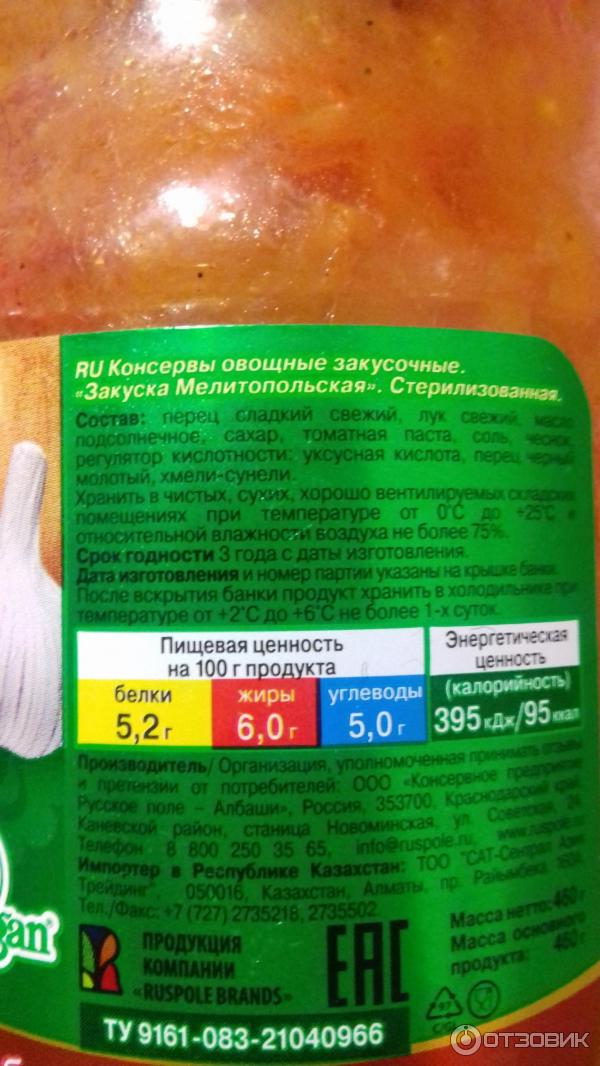 RU Консервы овощные закусочные.
«Закуска Мелитопольская». Стерилизованная.
Состав: перец сладкий свежий, лук свежий, масло
подсолнечное, сахар, томатная паста, соль, чеснок,
регулятор кислотности: уксусная кислота, перец черный
молотый, хмели-сунели.
Хранить в чистых, сухих, хорошо вентилируемых складских
помещениях при температуре от 0°С до +25°С и
относительной влажности воздуха не более 75%.
Срок годности 3 года с даты изготовления.
Дата изготовления и номер партии указаны на крышке банки.
После вскрытия банки продукт хранить в холодильнике при
температуре от +2°С до +6°С не более 1-х суток.
Пищевая ценность
на 100 г продукта
белки жиры углеводы
5,2 г 6,0 г 5,0 г
Энергетическая
ценность
(калорийность)
395 кДж/95 ккал
Производитель/ Организация, уполномоченная принимать отзывы
и претензии от потребителей: ООО «Консервное предприятие
Русское поле – Албаши», Россия, 353700, Краснодарский край,
Каневской район, станица Новоминская, ул. Советская, 24.
Телефон 8 800 250 35 65, info@ruspole.ru, www.ruspole.ru
Импортер в Республике Казахстан: ТОО "САТ-Сентрал Азия
Трейдинг", 050016, Казахстан, Алматы, пр. Райымбека, 160А,
Тел./Факс: +7 (727) 2735218, 2735502.
gan®
ПРОДУКЦИЯ
КОМПАНИИ
«RUSPOLE BRANDS»
EAC
Масса нетто: 460 г
Масса основного
продукта: 460 г
97
ТУ 9161-083-21040966
ОТЗОВИК